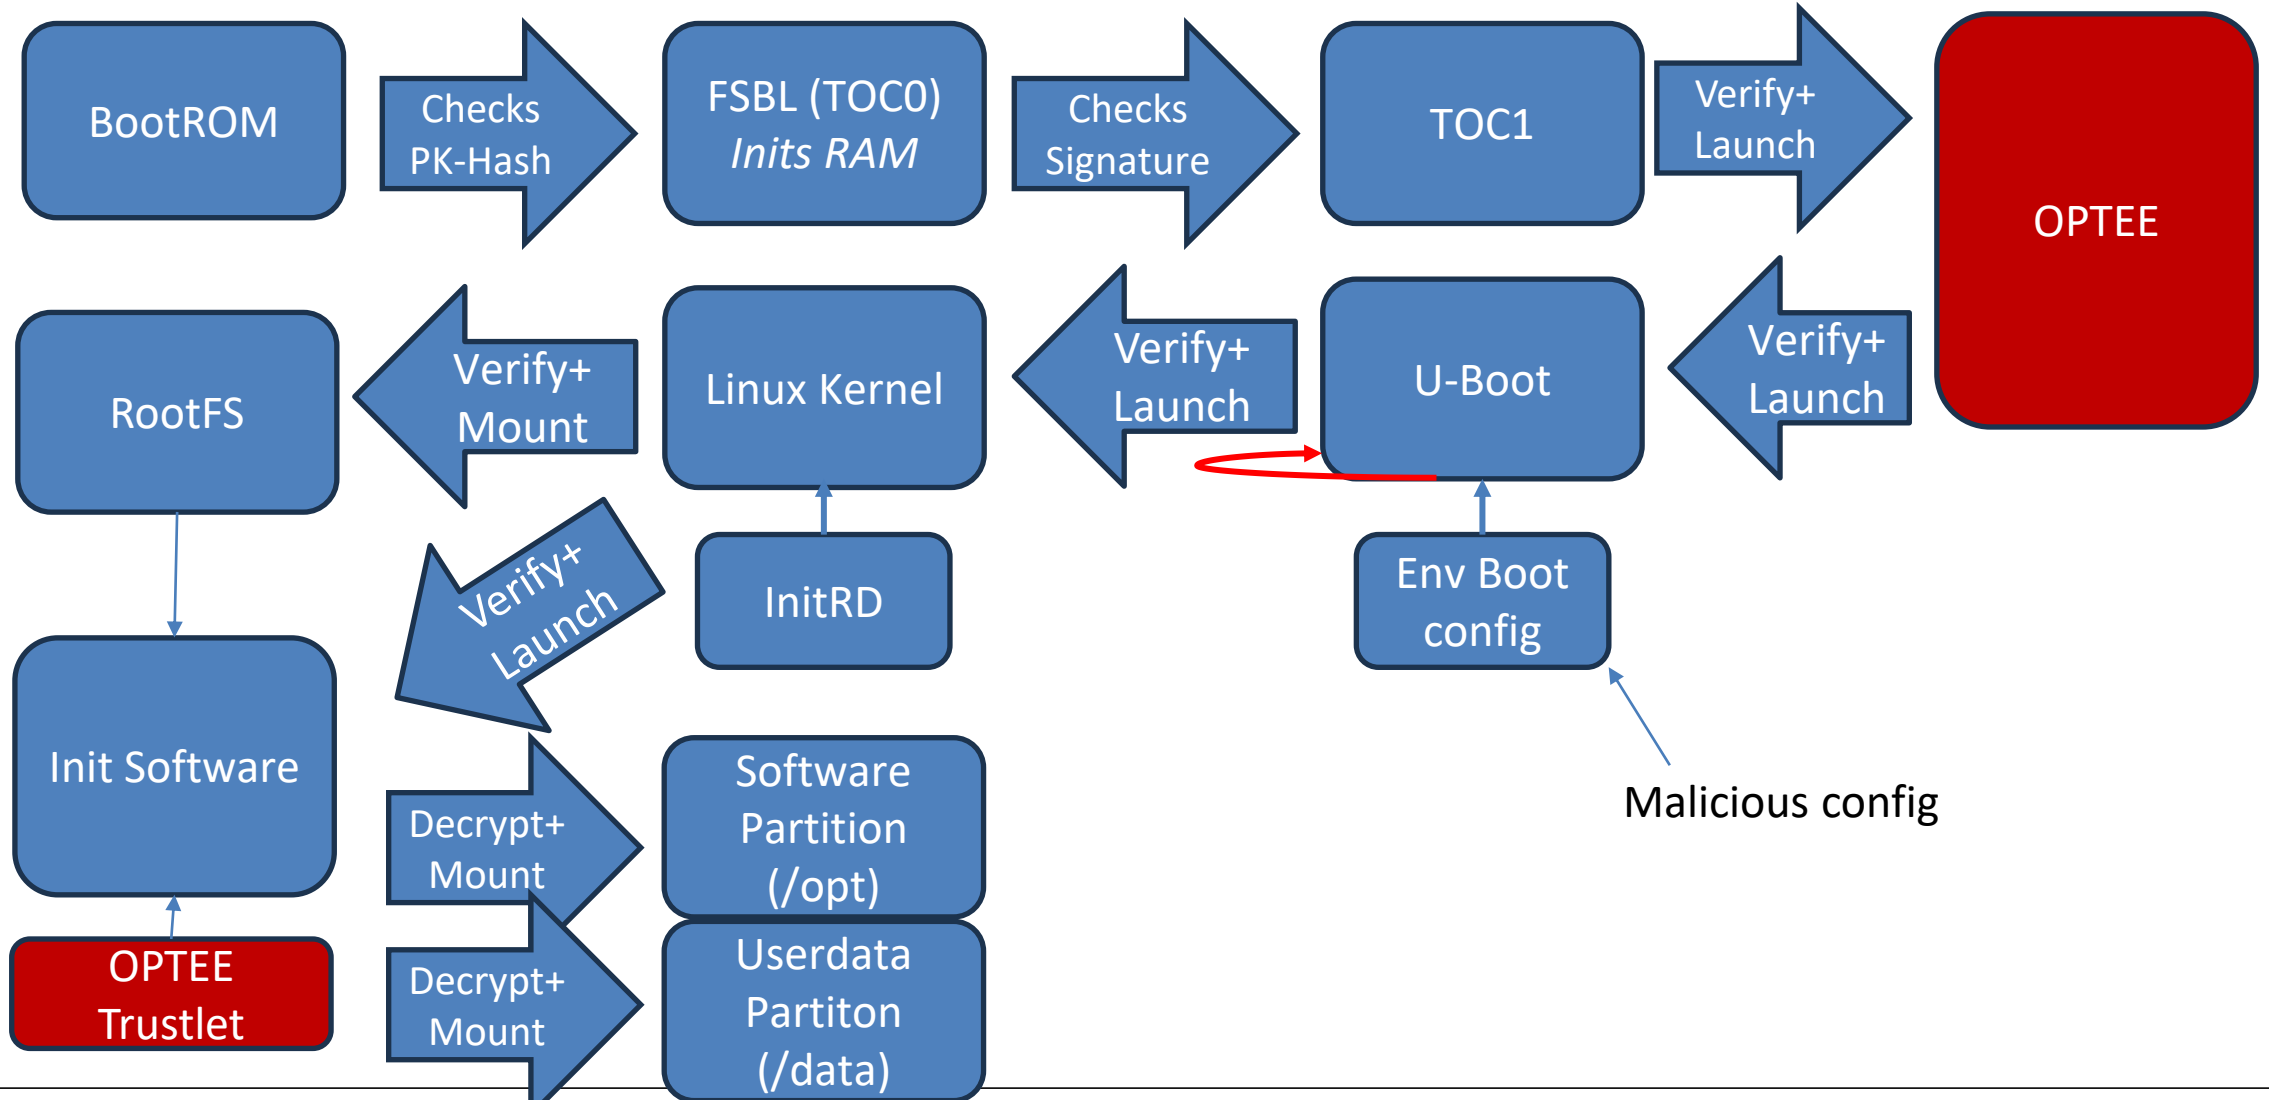 BootROM
Checks
PK-Hash
FSBL (TOC0)
Inits RAM
Checks
Signature
TOC1
Verify+
Launch
OPTEE
Verify+
Launch
U-Boot
Verify+
Launch
Linux Kernel
Verify+
Mount
RootFS
Env Boot
config
Malicious config
InitRD
Verify+
Launch
Init Software
OPTEE
Trustlet
Decrypt+
Mount
Software
Partition
(/opt)
Decrypt+
Mount
Userdata
Partiton
(/data)